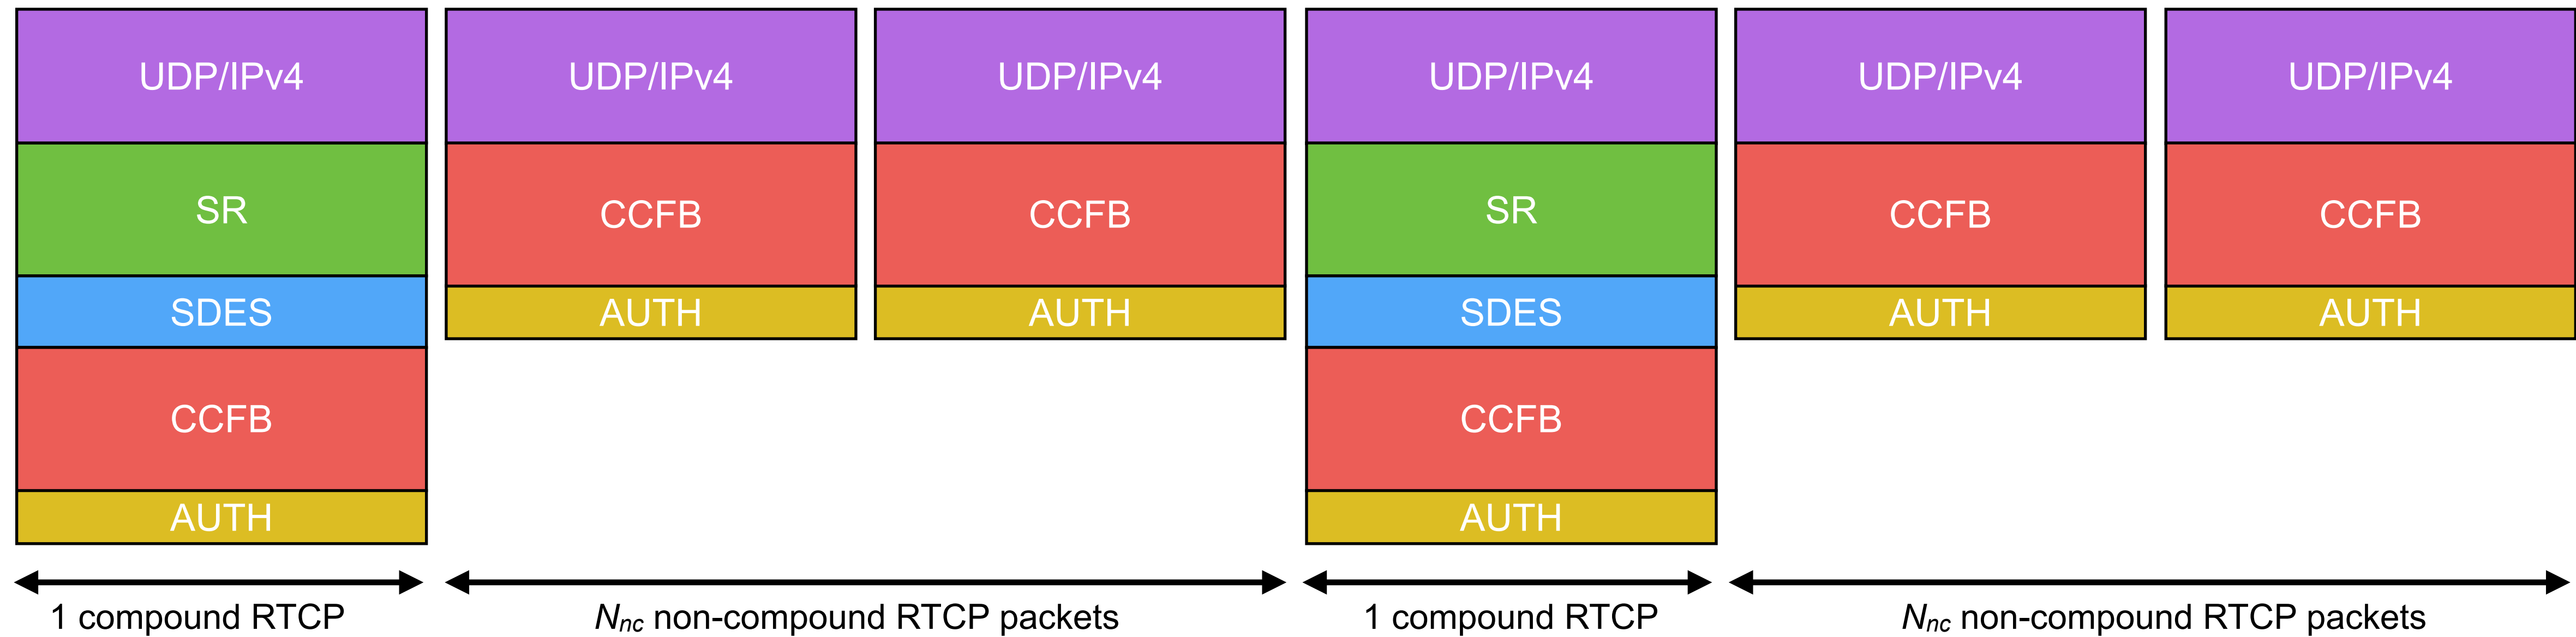 UDP/IPv4
SR
SDES
CCFB
AUTH
UDP/IPv4
CCFB
AUTH
UDP/IPv4
CCFB
AUTH
UDP/IPv4
SR
SDES
CCFB
AUTH
UDP/IPv4
CCFB
AUTH
UDP/IPv4
CCFB
AUTH
1 compound RTCP
Nnc non-compound RTCP packets
1 compound RTCP
Nnc non-compound RTCP packets